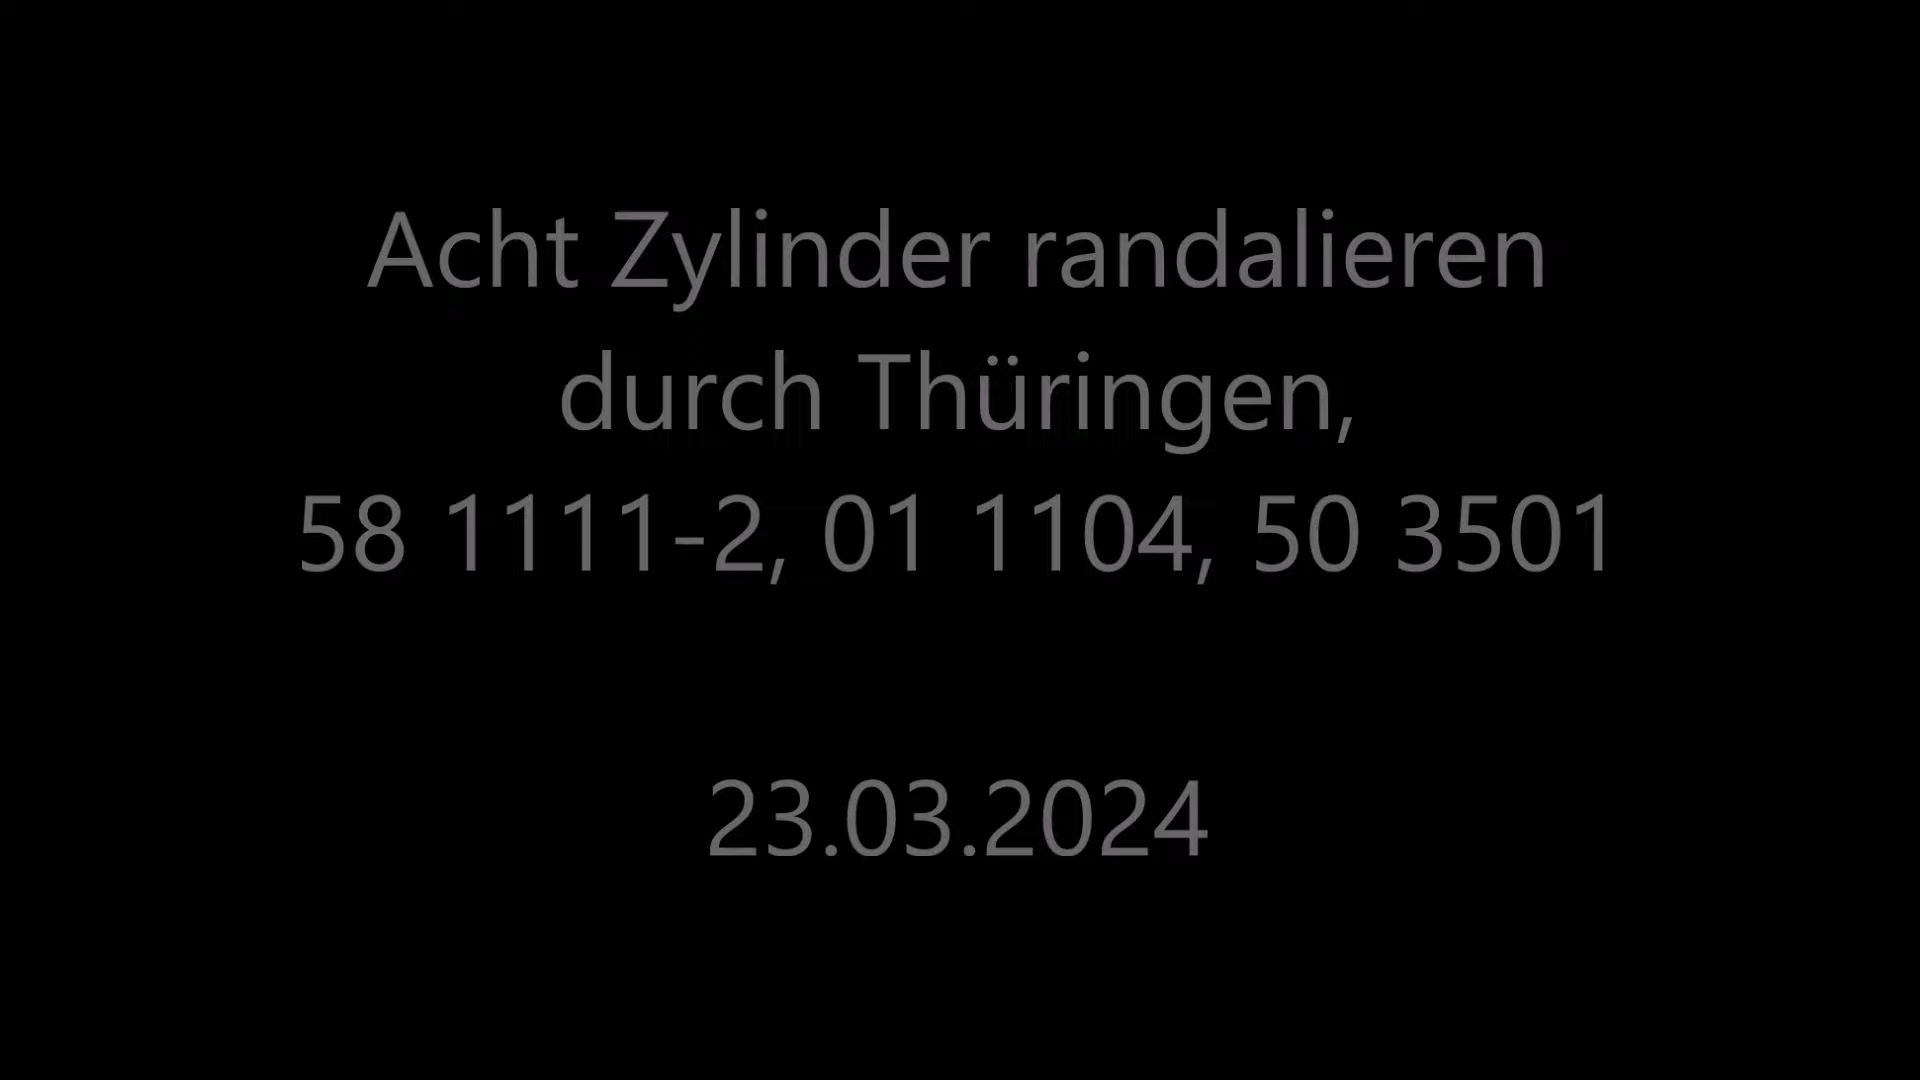 Acht Zylinder randalieren
durch Thüringen,
58 1111-2, 01 1104, 50 3501
23.03.2024